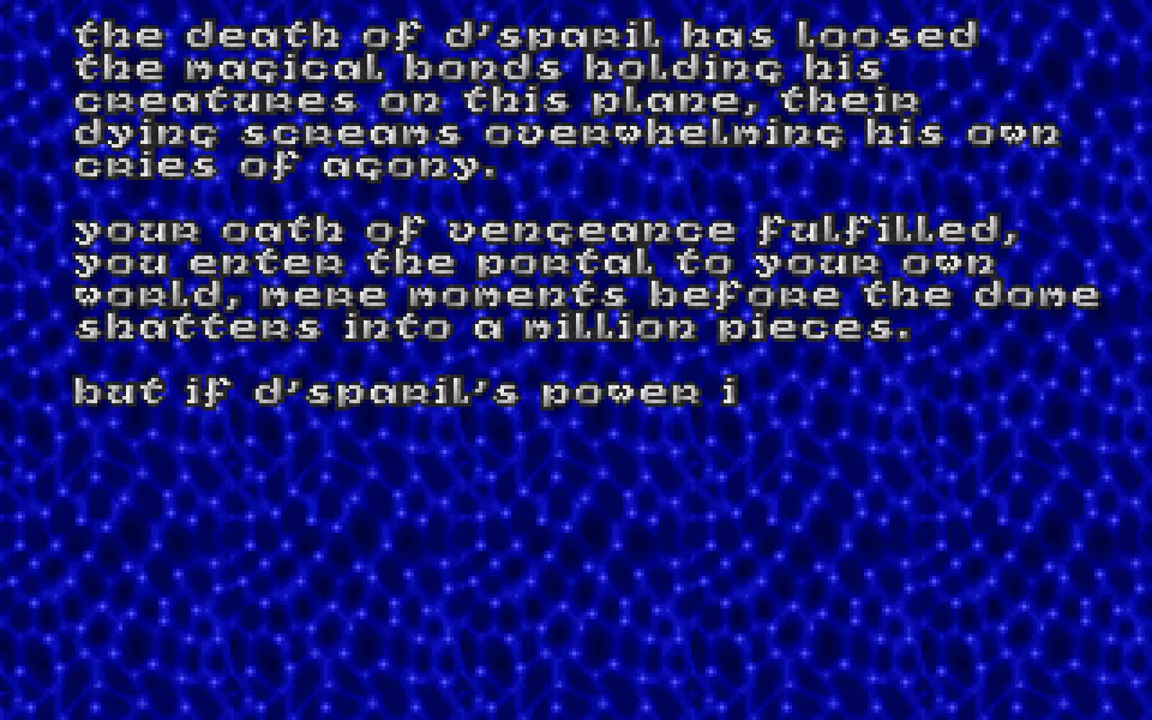 the death of d'sparil has loosed
the magical bonds holding his
creatures on this plane, their
dying screams overwhelming his own
cries of agony.
your oath of vengeance fulfilled,
you enter the portal to your own
world, mere moments before the dome
shatters into a million pieces.
but if d'sparil's power i